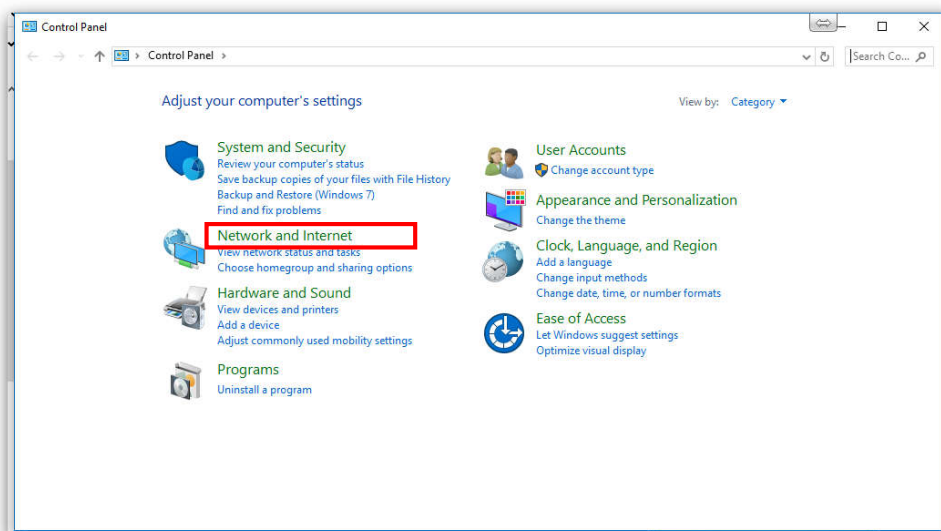 Control Panel
Control Panel
Search Co...
Adjust your computer's settings
View by: Category
System and Security
Review your computer's status
Save backup copies of your files with File History
Backup and Restore (Windows 7)
Find and fix problems
Network and Internet
View network status and tasks
Choose homegroup and sharing options
Hardware and Sound
View devices and printers
Add a device
Adjust commonly used mobility settings
Programs
Uninstall a program
User Accounts
Change account type
Appearance and Personalization
Change the theme
Clock, Language, and Region
Add a language
Change input methods
Change date, time, or number formats
Ease of Access
Let Windows suggest settings
Optimize visual display